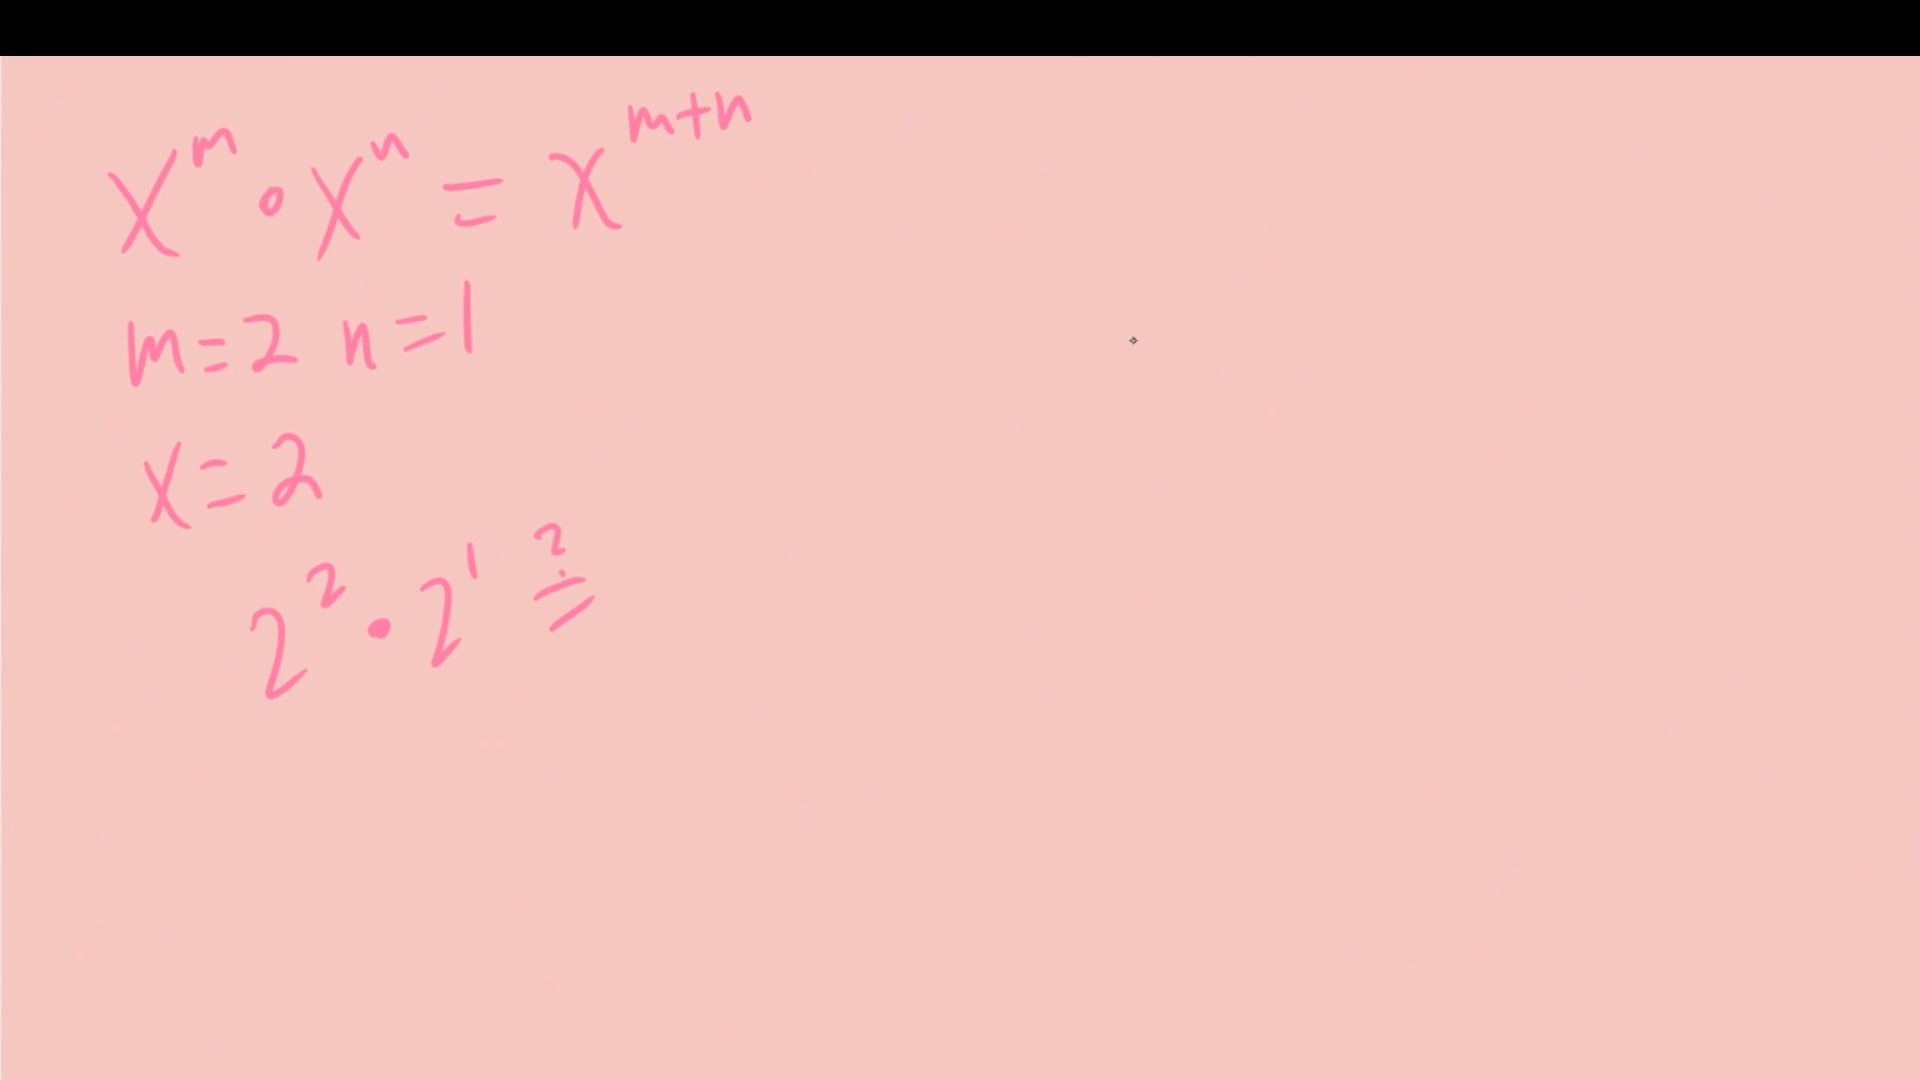 x^m · x^n = x^{m+n}
m=2 n=1
x=2
2^2 · 2^1 ?=